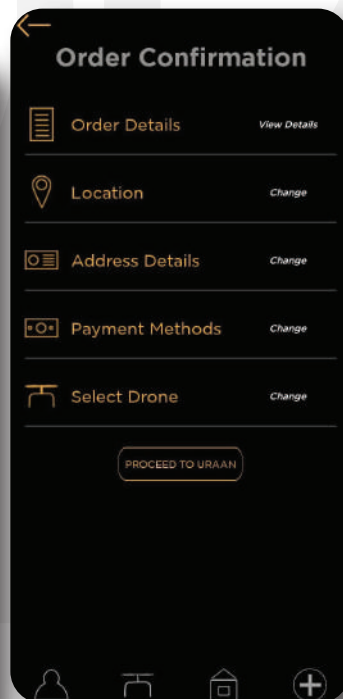 Order Confirmation
Order Details View Details
Location Change
Address Details Change
Payment Methods Change
Select Drone Change
PROCEED TO URAAN